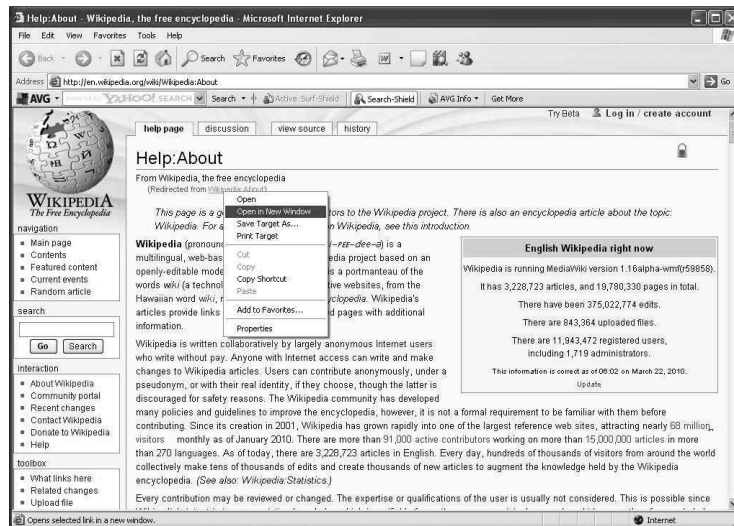 Help:About - Wikipedia, the free encyclopedia - Microsoft Internet Explorer
File Edit View Favorites Tools Help
Back Search Favorites
Address http://en.wikipedia.org/wiki/Wikipedia:About Go
AVG YAHOO! SEARCH Search Active Surf-Shield Search-Shield AVG Info Get More
Try Beta Log in / create account
help page discussion view source history
Help:About
From Wikipedia, the free encyclopedia
(Redirected from Wikipedia:About)
Open
Open in New Window
Save Target As...
Print Target
Cut
Copy
Copy Shortcut
Paste
Add to Favorites...
Properties
WIKIPEDIA
The Free Encyclopedia
navigation
Main page
Contents
Featured content
Current events
Random article
search
Go Search
interaction
About Wikipedia
Community portal
Recent changes
Contact Wikipedia
Donate to Wikipedia
Help
toolbox
What links here
Related changes
Upload file
This page is a ge tors to the Wikipedia project. There is also an encyclopedia article about the topic:
Wikipedia. For a n Wikipedia, see this introduction.
Wikipedia (pronoun i-FEE-dee-ə) is a
multilingual, web-bas edia project based on an
openly-editable mode is a portmanteau of the
words wiki (a technol tive websites, from the
Hawaiian word wiki, r cyclopedia. Wikipedia's
articles provide links d pages with additional
information.
Wikipedia is written collaboratively by largely anonymous Internet users
who write without pay. Anyone with Internet access can write and make
changes to Wikipedia articles. Users can contribute anonymously, under a
pseudonym, or with their real identity, if they choose, though the latter is
discouraged for safety reasons. The Wikipedia community has developed
many policies and guidelines to improve the encyclopedia, however, it is not a formal requirement to be familiar with them before
contributing. Since its creation in 2001, Wikipedia has grown rapidly into one of the largest reference web sites, attracting nearly 68 million
visitors monthly as of January 2010. There are more than 91,000 active contributors working on more than 15,000,000 articles in more
than 270 languages. As of today, there are 3,228,723 articles in English. Every day, hundreds of thousands of visitors from around the world
collectively make tens of thousands of edits and create thousands of new articles to augment the knowledge held by the Wikipedia
encyclopedia. (See also: Wikipedia:Statistics.)
Every contribution may be reviewed or changed. The expertise or qualifications of the user is usually not considered. This is possible since
English Wikipedia right now
Wikipedia is running MediaWiki version 1.16alpha-wmf(r59858).
It has 3,228,723 articles, and 19,780,330 pages in total.
There have been 375,022,774 edits.
There are 843,364 uploaded files.
There are 11,943,472 registered users,
including 1,719 administrators.
This information is correct as of 06:02 on March 22, 2010.
Update
Opens selected link in a new window. Internet